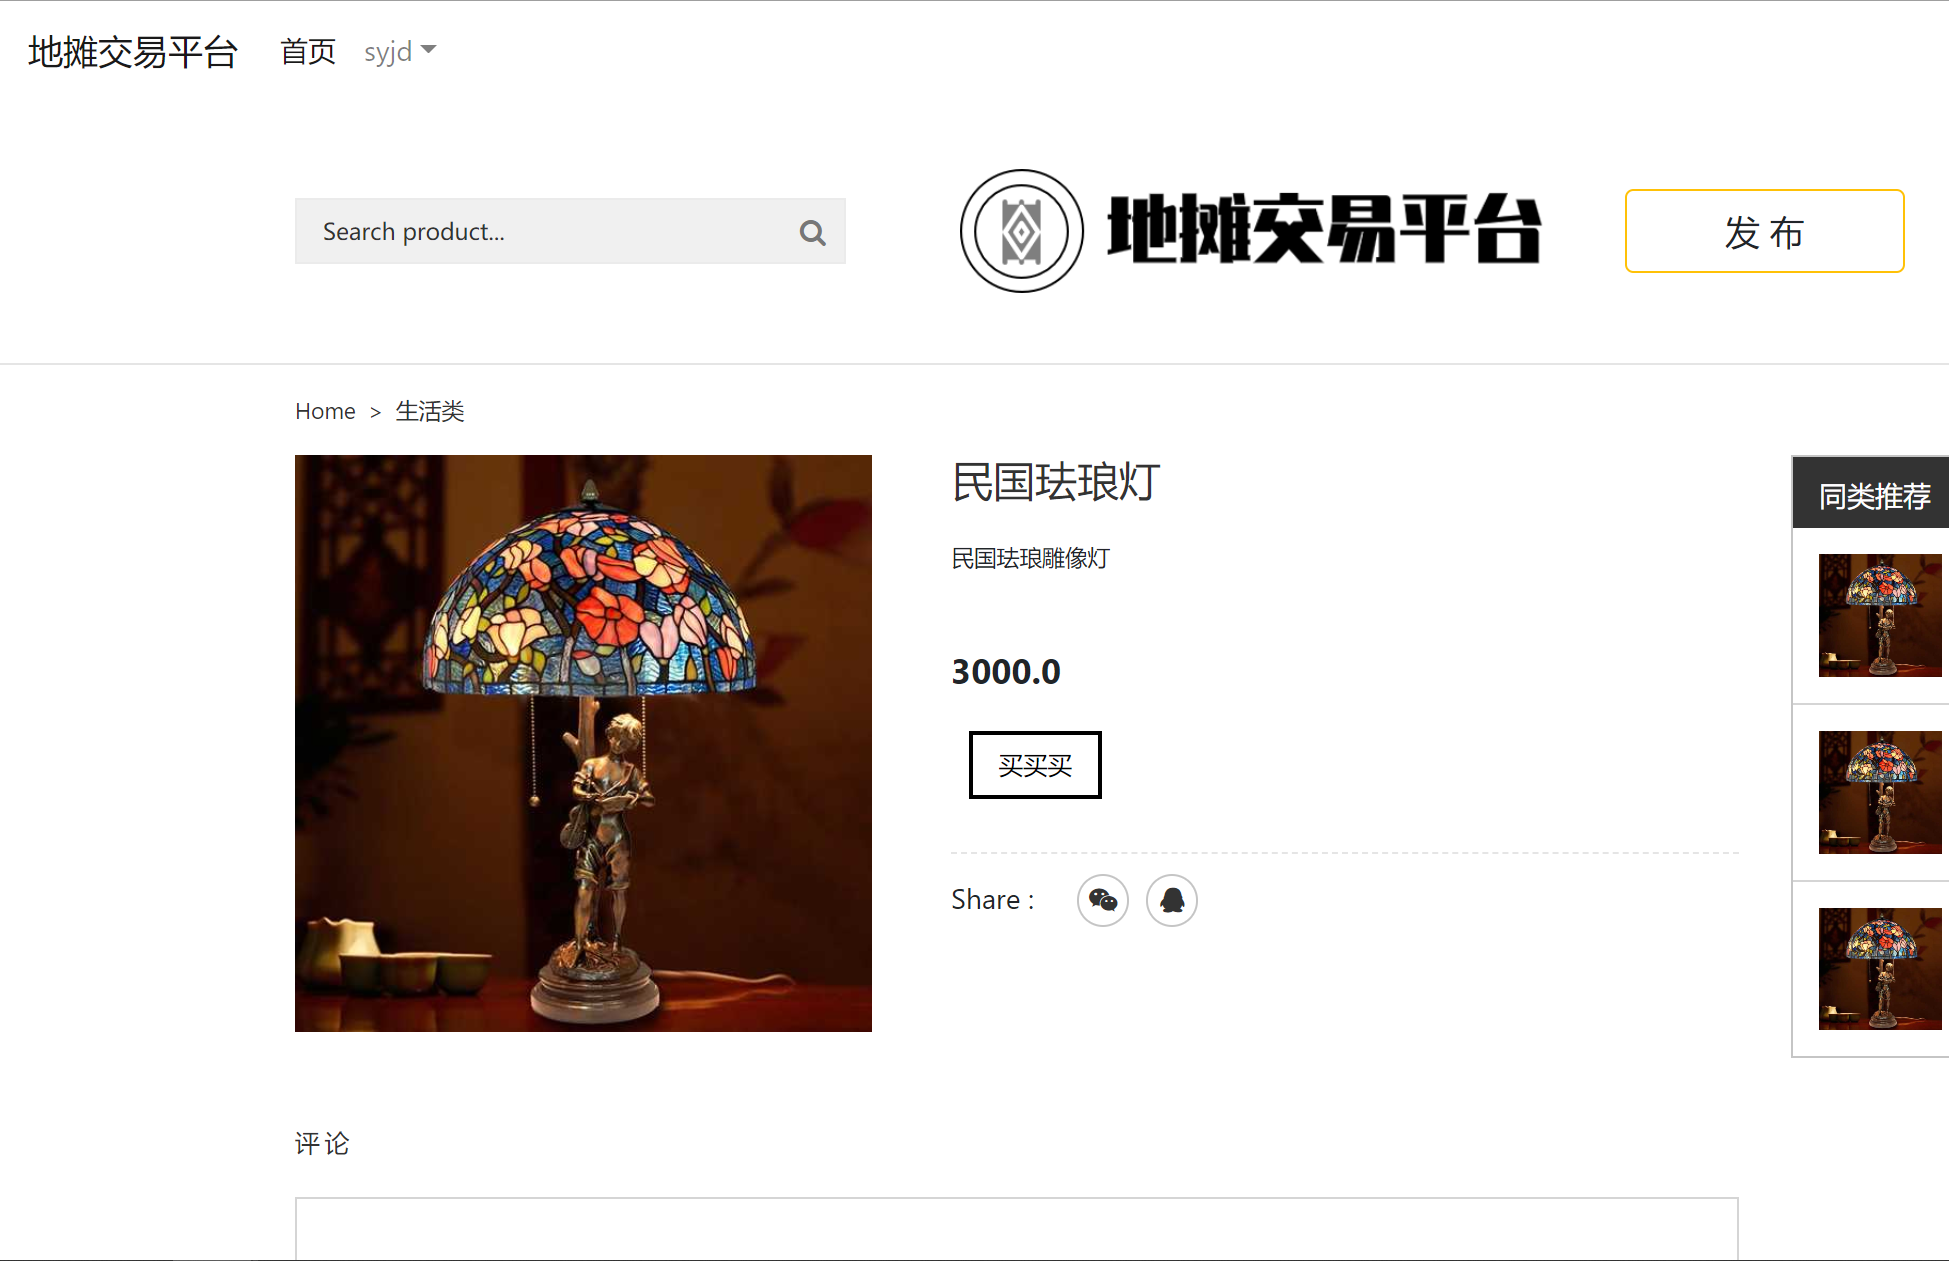 地摊交易平台 首页 syjd
Search product...
地摊交易平台
发布
Home > 生活类
民国珐琅灯
民国珐琅雕像灯
3000.0
买买买
Share :
同类推荐
评论